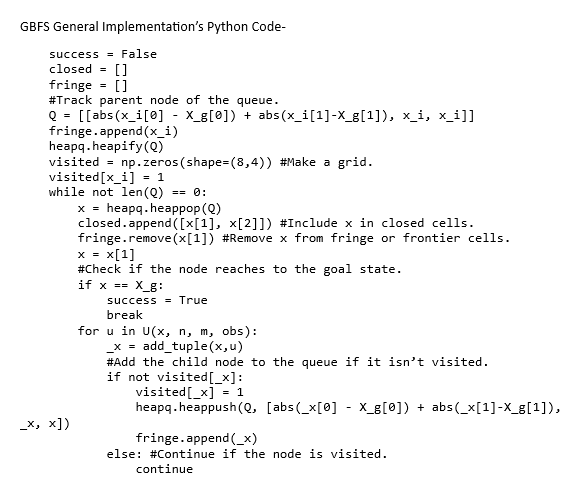 GBFS General Implementation's Python Code-
success = False
closed = []
fringe = []
#Track parent node of the queue.
Q = [[abs(x_i[0] - X_g[0]) + abs(x_i[1]-X_g[1]), x_i, x_i]]
fringe.append(x_i)
heapq.heapify(Q)
visited = np.zeros(shape=(8,4)) #Make a grid.
visited[x_i] = 1
while not len(Q) == 0:
    x = heapq.heappop(Q)
    closed.append([x[1], x[2]]) #Include x in closed cells.
    fringe.remove(x[1]) #Remove x from fringe or frontier cells.
    x = x[1]
    #Check if the node reaches to the goal state.
    if x == X_g:
        success = True
        break
    for u in U(x, n, m, obs):
        _x = add_tuple(x,u)
        #Add the child node to the queue if it isn't visited.
        if not visited[_x]:
            visited[_x] = 1
            heapq.heappush(Q, [abs(_x[0] - X_g[0]) + abs(_x[1]-X_g[1]),
_x, x])
            fringe.append(_x)
        else: #Continue if the node is visited.
            continue